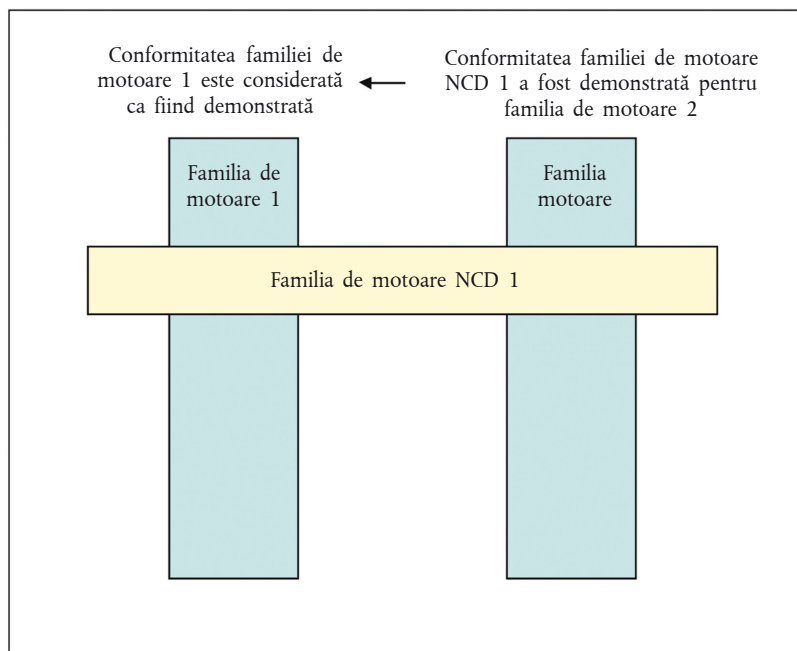 Conformitatea familiei de
motoare 1 este considerată
ca fiind demonstrată
Conformitatea familiei de motoare
NCD 1 a fost demonstrată pentru
familia de motoare 2
Familia de
motoare 1
Familia
motoare
Familia de motoare NCD 1